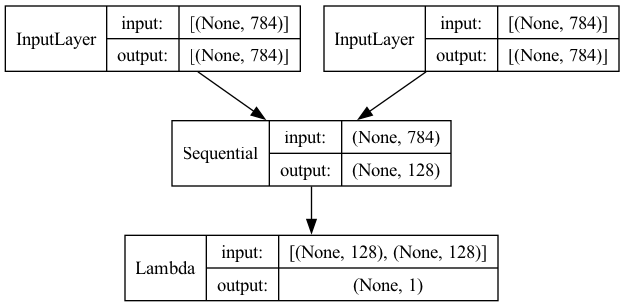 InputLayer input: [(None, 784)] output: [(None, 784)]
InputLayer input: [(None, 784)] output: [(None, 784)]
Sequential input: (None, 784) output: (None, 128)
Lambda input: [(None, 128), (None, 128)] output: (None, 1)